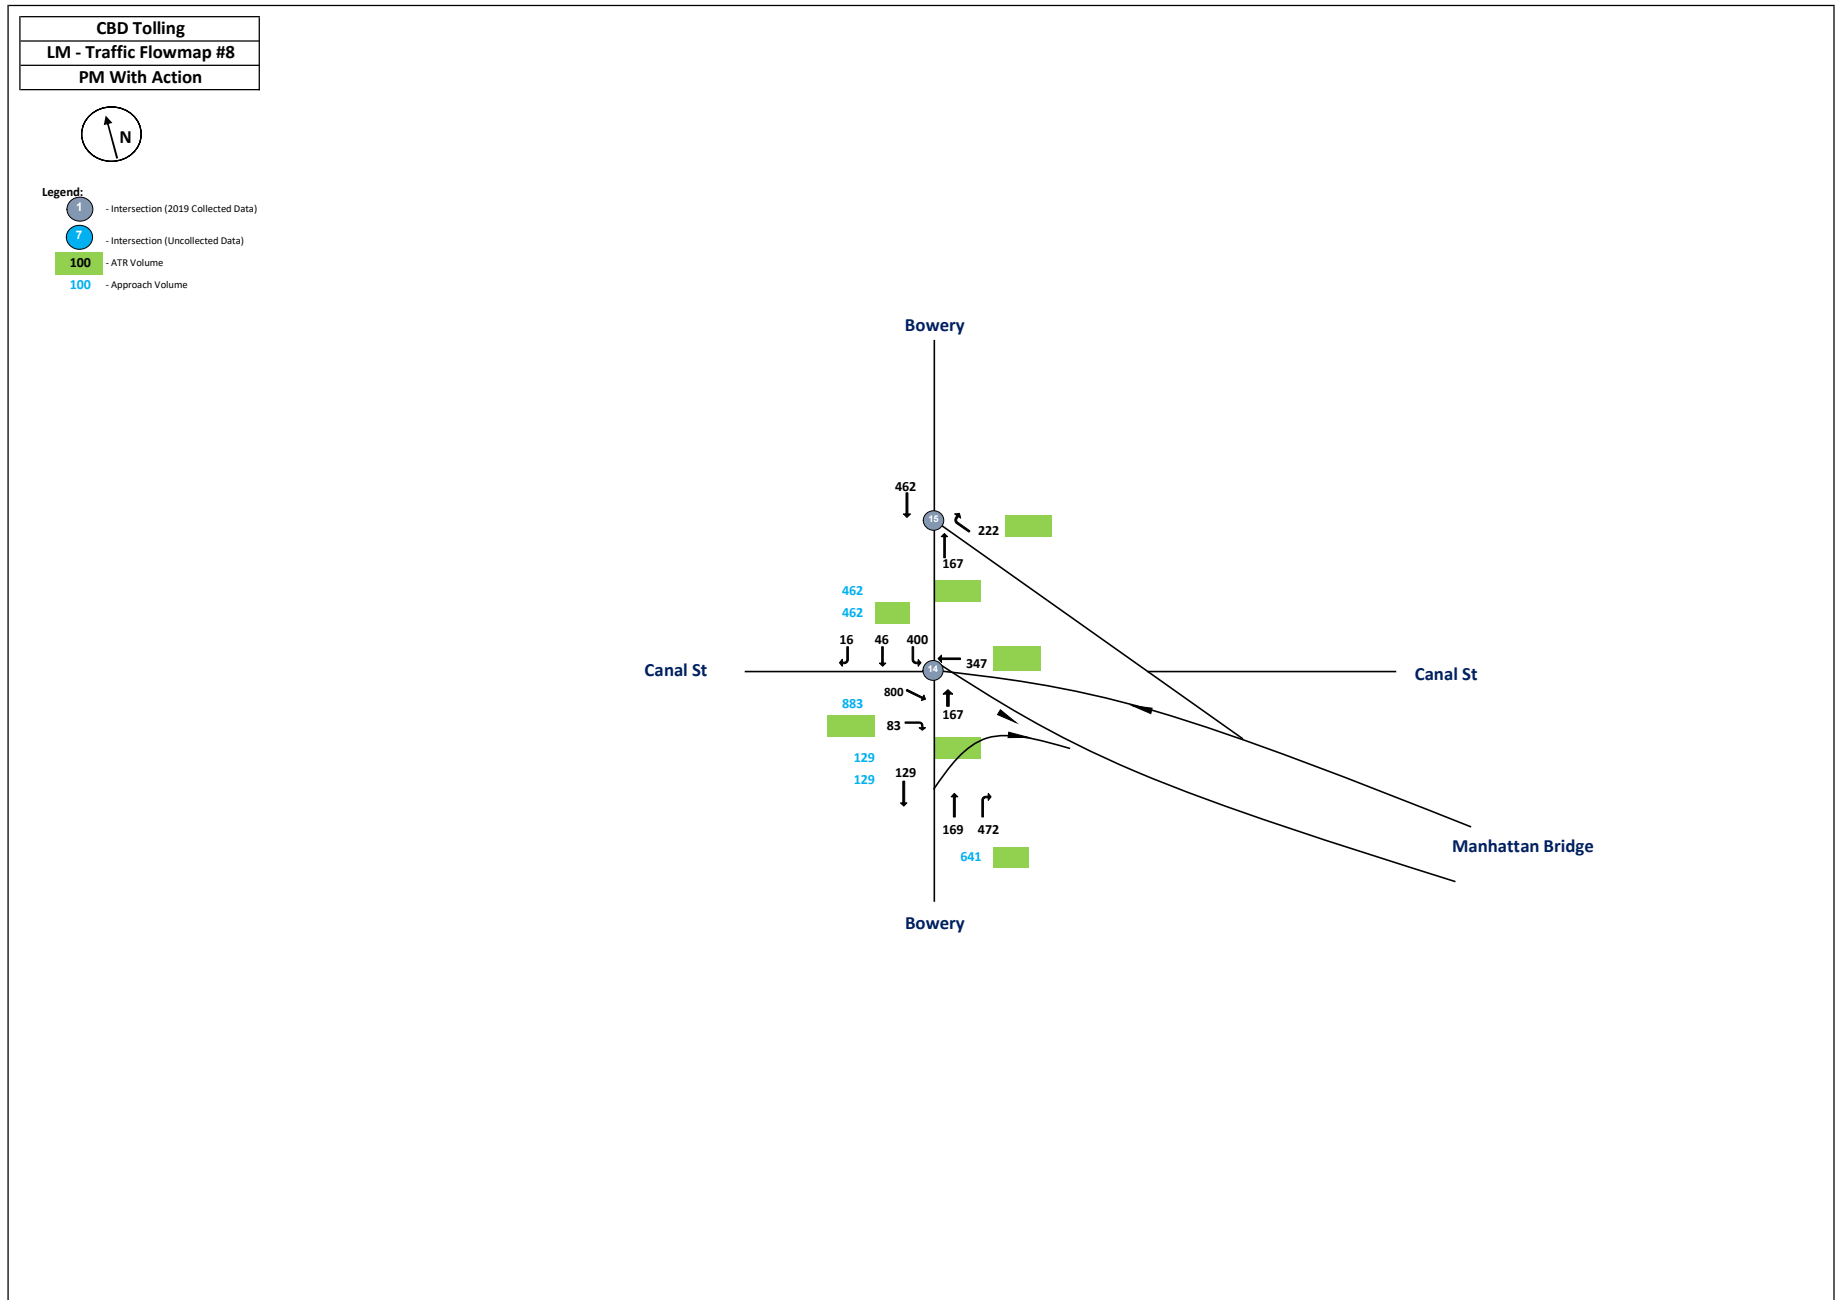 CBD Tolling
LM - Traffic Flowmap #8
PM With Action
N
Legend:
1 - Intersection (2019 Collected Data)
7 - Intersection (Uncollected Data)
100 - ATR Volume
100 - Approach Volume
Bowery
462
15
222
167
462
462
16 46 400
347
Canal St
14
Canal St
800
883
167
83
129
129
129
169 472
Manhattan Bridge
641
Bowery